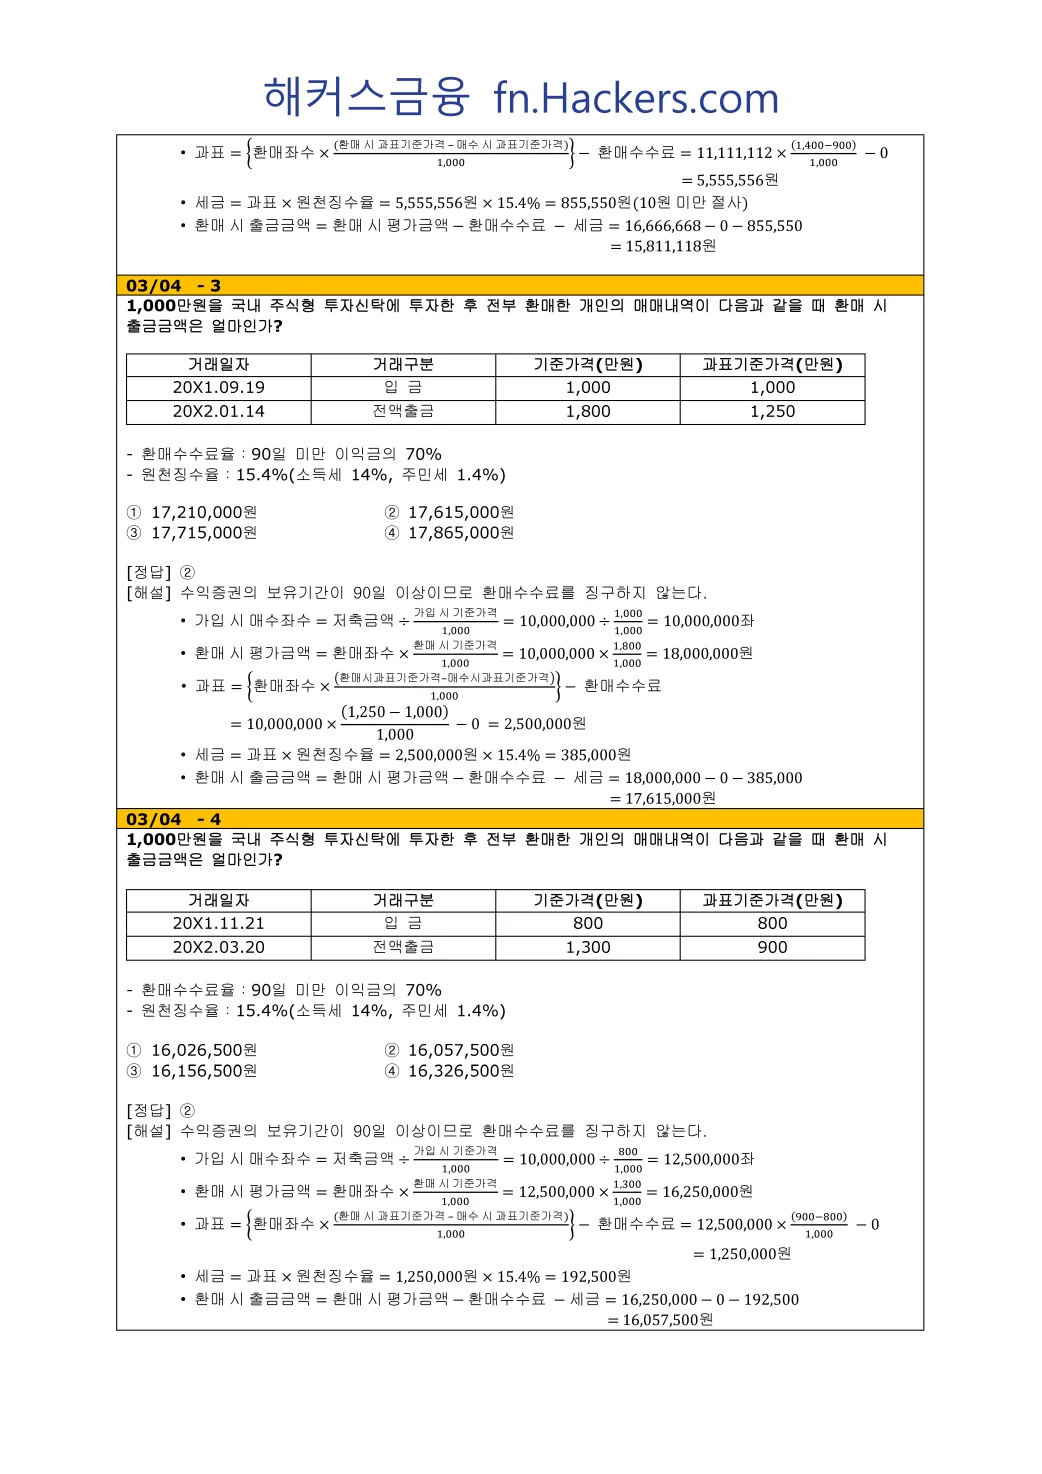 해커스금융 fn.Hackers.com
• 과표 = {환매좌수 × (환매 시 과표기준가격 – 매수 시 과표기준가격)/1,000} − 환매수수료 = 11,111,112 × (1,400−900)/1,000 − 0
= 5,555,556원
• 세금 = 과표 × 원천징수율 = 5,555,556원 × 15.4% = 855,550원(10원 미만 절사)
• 환매 시 출금금액 = 환매 시 평가금액 − 환매수수료 − 세금 = 16,666,668 − 0 − 855,550
= 15,811,118원
03/04 - 3
1,000만원을 국내 주식형 투자신탁에 투자한 후 전부 환매한 개인의 매매내역이 다음과 같을 때 환매 시
출금금액은 얼마인가?
거래일자 거래구분 기준가격(만원) 과표기준가격(만원)
20X1.09.19 입 금 1,000 1,000
20X2.01.14 전액출금 1,800 1,250
- 환매수수료율 : 90일 미만 이익금의 70%
- 원천징수율 : 15.4%(소득세 14%, 주민세 1.4%)
① 17,210,000원 ② 17,615,000원
③ 17,715,000원 ④ 17,865,000원
[정답] ②
[해설] 수익증권의 보유기간이 90일 이상이므로 환매수수료를 징구하지 않는다.
• 가입 시 매수좌수 = 저축금액 ÷ 가입 시 기준가격/1,000 = 10,000,000 ÷ 1,000/1,000 = 10,000,000좌
• 환매 시 평가금액 = 환매좌수 × 환매 시 기준가격/1,000 = 10,000,000 × 1,800/1,000 = 18,000,000원
• 과표 = {환매좌수 × (환매시과표기준가격–매수시과표기준가격)/1,000} − 환매수수료
= 10,000,000 × (1,250 − 1,000)/1,000 − 0 = 2,500,000원
• 세금 = 과표 × 원천징수율 = 2,500,000원 × 15.4% = 385,000원
• 환매 시 출금금액 = 환매 시 평가금액 − 환매수수료 − 세금 = 18,000,000 − 0 − 385,000
= 17,615,000원
03/04 - 4
1,000만원을 국내 주식형 투자신탁에 투자한 후 전부 환매한 개인의 매매내역이 다음과 같을 때 환매 시
출금금액은 얼마인가?
거래일자 거래구분 기준가격(만원) 과표기준가격(만원)
20X1.11.21 입 금 800 800
20X2.03.20 전액출금 1,300 900
- 환매수수료율 : 90일 미만 이익금의 70%
- 원천징수율 : 15.4%(소득세 14%, 주민세 1.4%)
① 16,026,500원 ② 16,057,500원
③ 16,156,500원 ④ 16,326,500원
[정답] ②
[해설] 수익증권의 보유기간이 90일 이상이므로 환매수수료를 징구하지 않는다.
• 가입 시 매수좌수 = 저축금액 ÷ 가입 시 기준가격/1,000 = 10,000,000 ÷ 800/1,000 = 12,500,000좌
• 환매 시 평가금액 = 환매좌수 × 환매 시 기준가격/1,000 = 12,500,000 × 1,300/1,000 = 16,250,000원
• 과표 = {환매좌수 × (환매 시 과표기준가격 – 매수 시 과표기준가격)/1,000} − 환매수수료 = 12,500,000 × (900−800)/1,000 − 0
= 1,250,000원
• 세금 = 과표 × 원천징수율 = 1,250,000원 × 15.4% = 192,500원
• 환매 시 출금금액 = 환매 시 평가금액 − 환매수수료 − 세금 = 16,250,000 − 0 − 192,500
= 16,057,500원